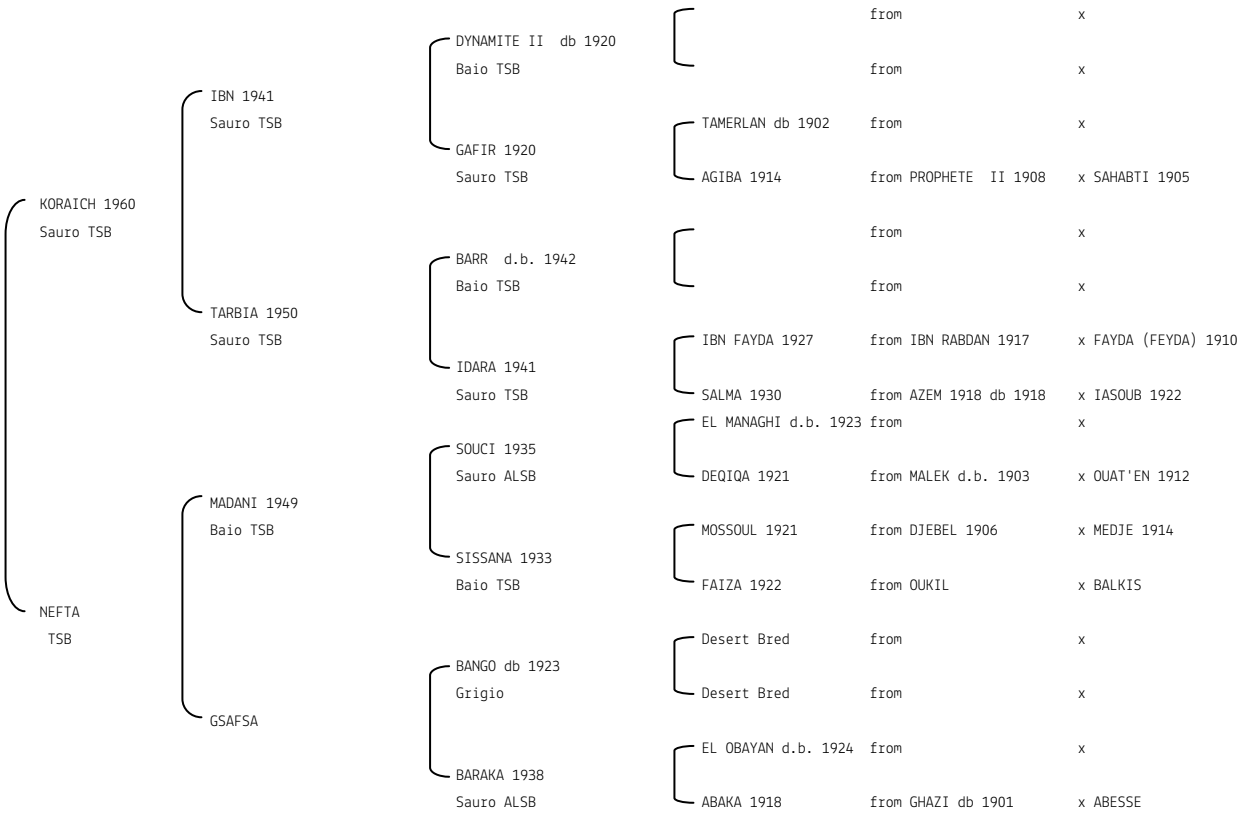 from x
DYNAMITE II db 1920
Baio TSB from x
IBN 1941
Sauro TSB TAMERLAN db 1902 from x
GAFIR 1920
Sauro TSB AGIBA 1914 from PROPHETE II 1908 x SAHABTI 1905
KORAICH 1960
Sauro TSB from x
BARR d.b. 1942
Baio TSB from x
TARBIA 1950
Sauro TSB IBN FAYDA 1927 from IBN RABDAN 1917 x FAYDA (FEYDA) 1910
IDARA 1941
Sauro TSB SALMA 1930 from AZEM 1918 db 1918 x IASOUB 1922
EL MANAGHI d.b. 1923 from x
SOUCI 1935
Sauro ALSB DEQIQA 1921 from MALEK d.b. 1903 x OUAT'EN 1912
MADANI 1949
Baio TSB MOSSOUL 1921 from DJEBEL 1906 x MEDJE 1914
SISSANA 1933
Baio TSB FAIZA 1922 from OUKIL x BALKIS
NEFTA
TSB Desert Bred from x
BANGO db 1923
Grigio Desert Bred from x
GSAFSA
EL OBAYAN d.b. 1924 from x
BARAKA 1938
Sauro ALSB ABAKA 1918 from GHAZI db 1901 x ABESSE